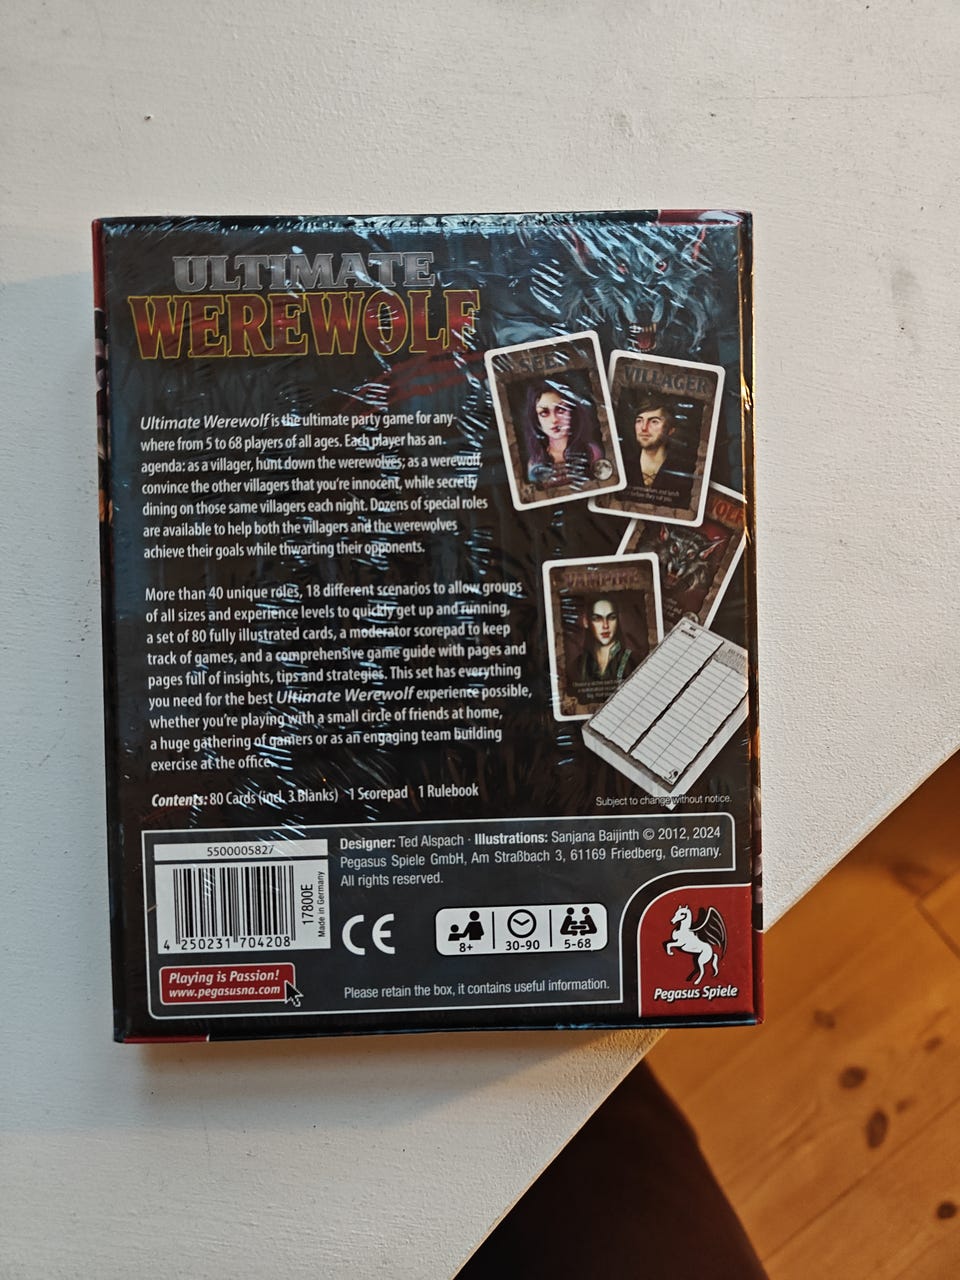 ULTIMATE
WEREWOLF
SEER
VILLAGER
WOLF
VAMPIRE
Ultimate Werewolf is the ultimate party game for any-
where from 5 to 68 players of all ages. Each player has an
agenda: as a villager, hunt down the werewolves; as a werewolf,
convince the other villagers that you're innocent, while secretly
dining on those same villagers each night. Dozens of special roles
are available to help both the villagers and the werewolves
achieve their goals while thwarting their opponents.
More than 40 unique roles, 18 different scenarios to allow groups
of all sizes and experience levels to quickly get up and running,
a set of 80 fully illustrated cards, a moderator scorepad to keep
track of games, and a comprehensive game guide with pages and
pages full of insights, tips and strategies. This set has everything
you need for the best Ultimate Werewolf experience possible,
whether you're playing with a small circle of friends at home,
a huge gathering of gamers or as an engaging team building
exercise at the office.
Contents: 80 Cards (incl. 3 Blanks) 1 Scorepad 1 Rulebook
Subject to change without notice.
5500005827
4 250231 704208
17800E
Made in Germany
Designer: Ted Alspach · Illustrations: Sanjana Baijinth © 2012, 2024
Pegasus Spiele GmbH, Am Straßbach 3, 61169 Friedberg, Germany.
All rights reserved.
CE
8+
30-90
5-68
Playing is Passion!
www.pegasusna.com
Please retain the box, it contains useful information.
Pegasus Spiele